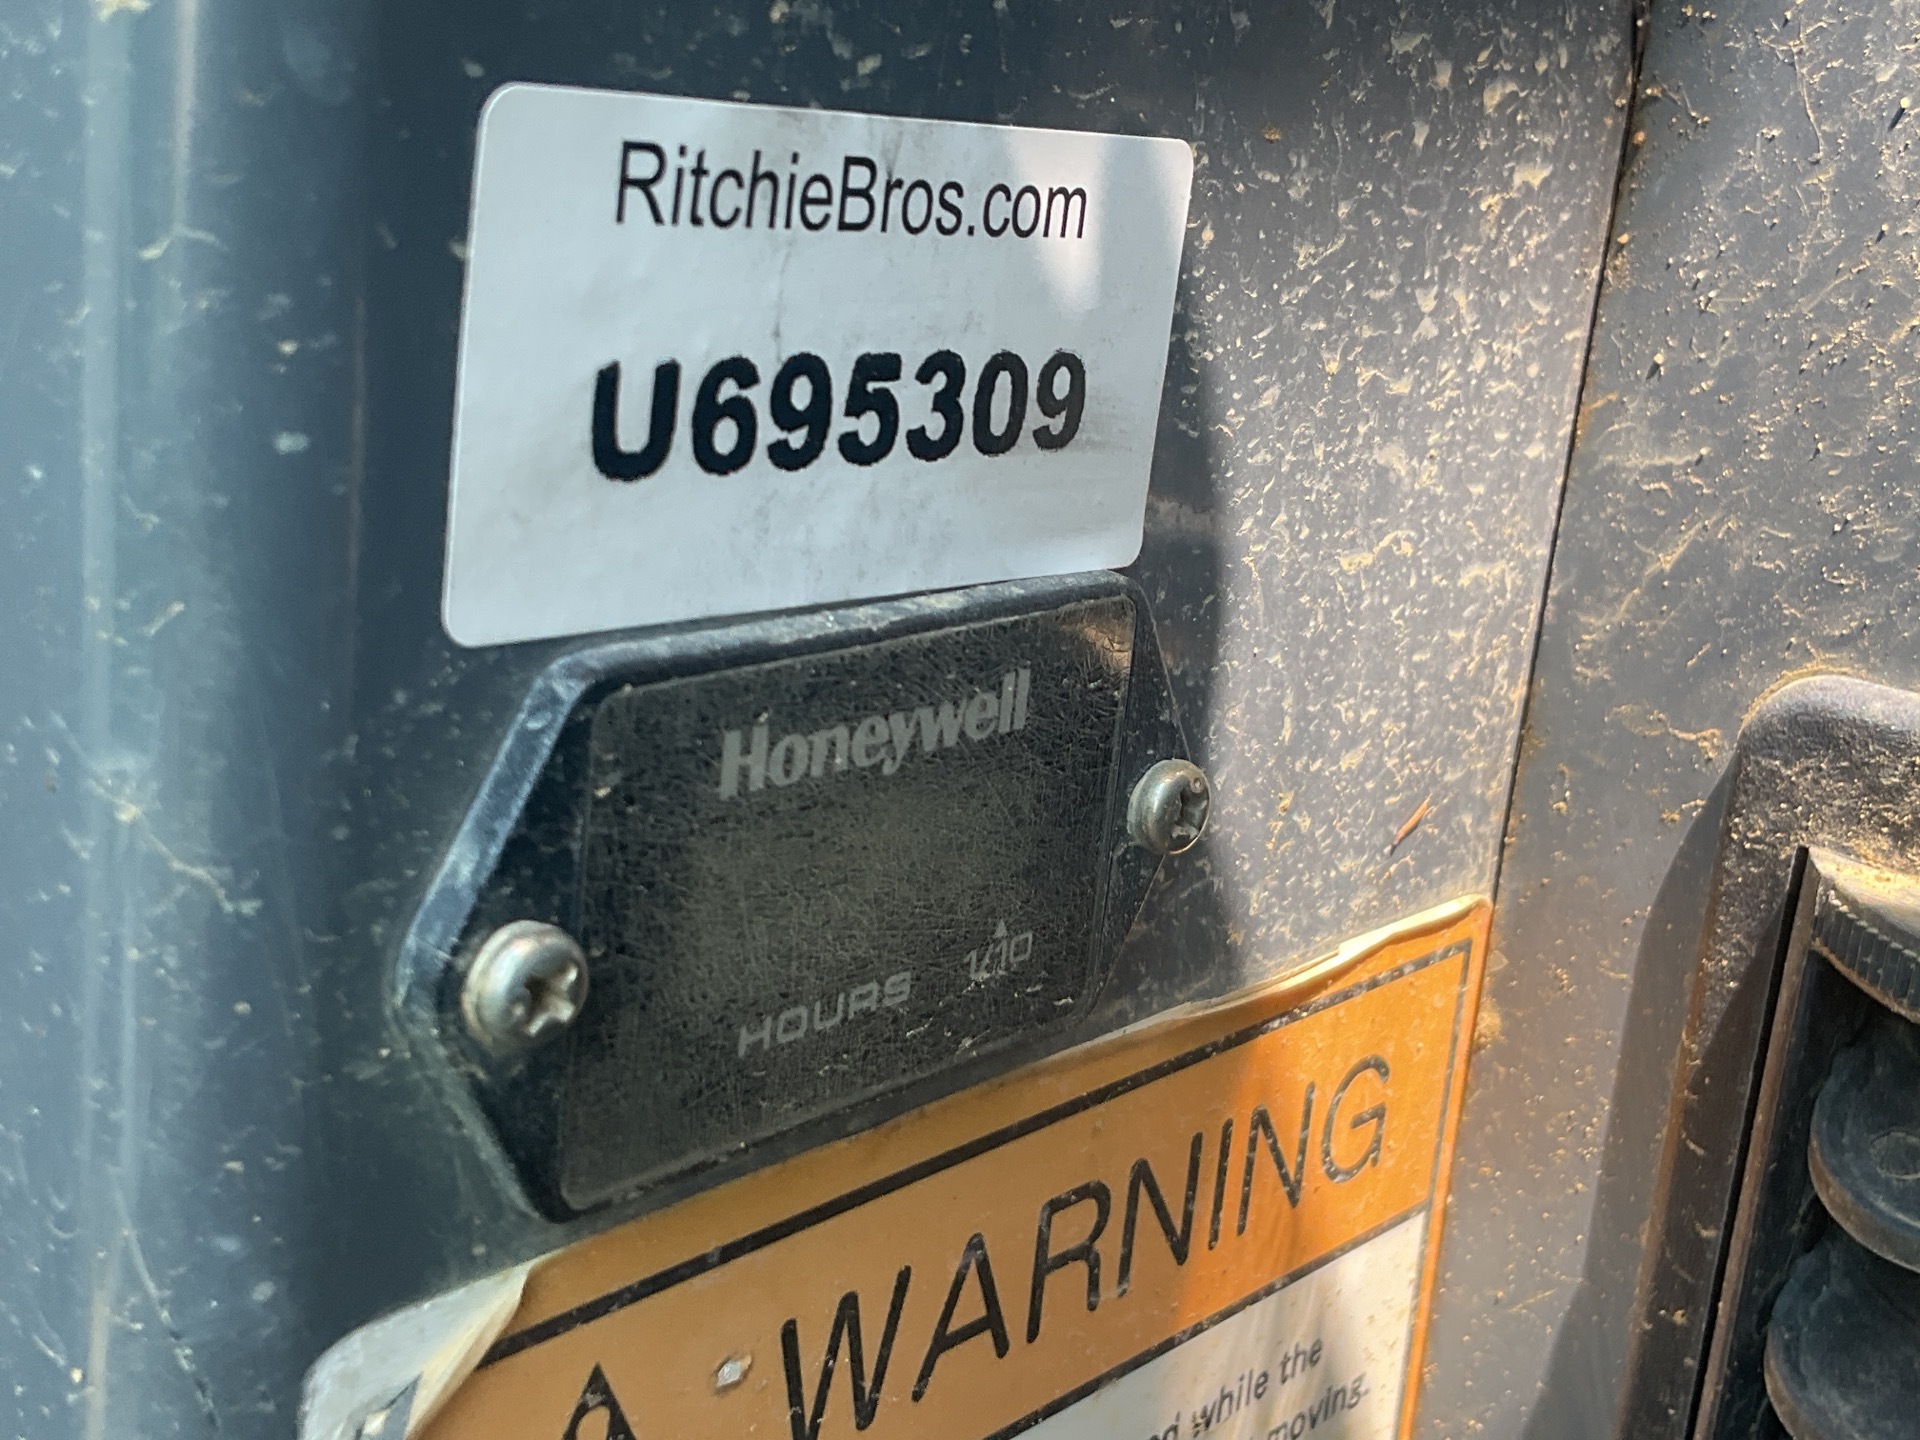 RitchieBros.com
U695309
Honeywell
HOURS 1/10
WARNING
while the
moving.